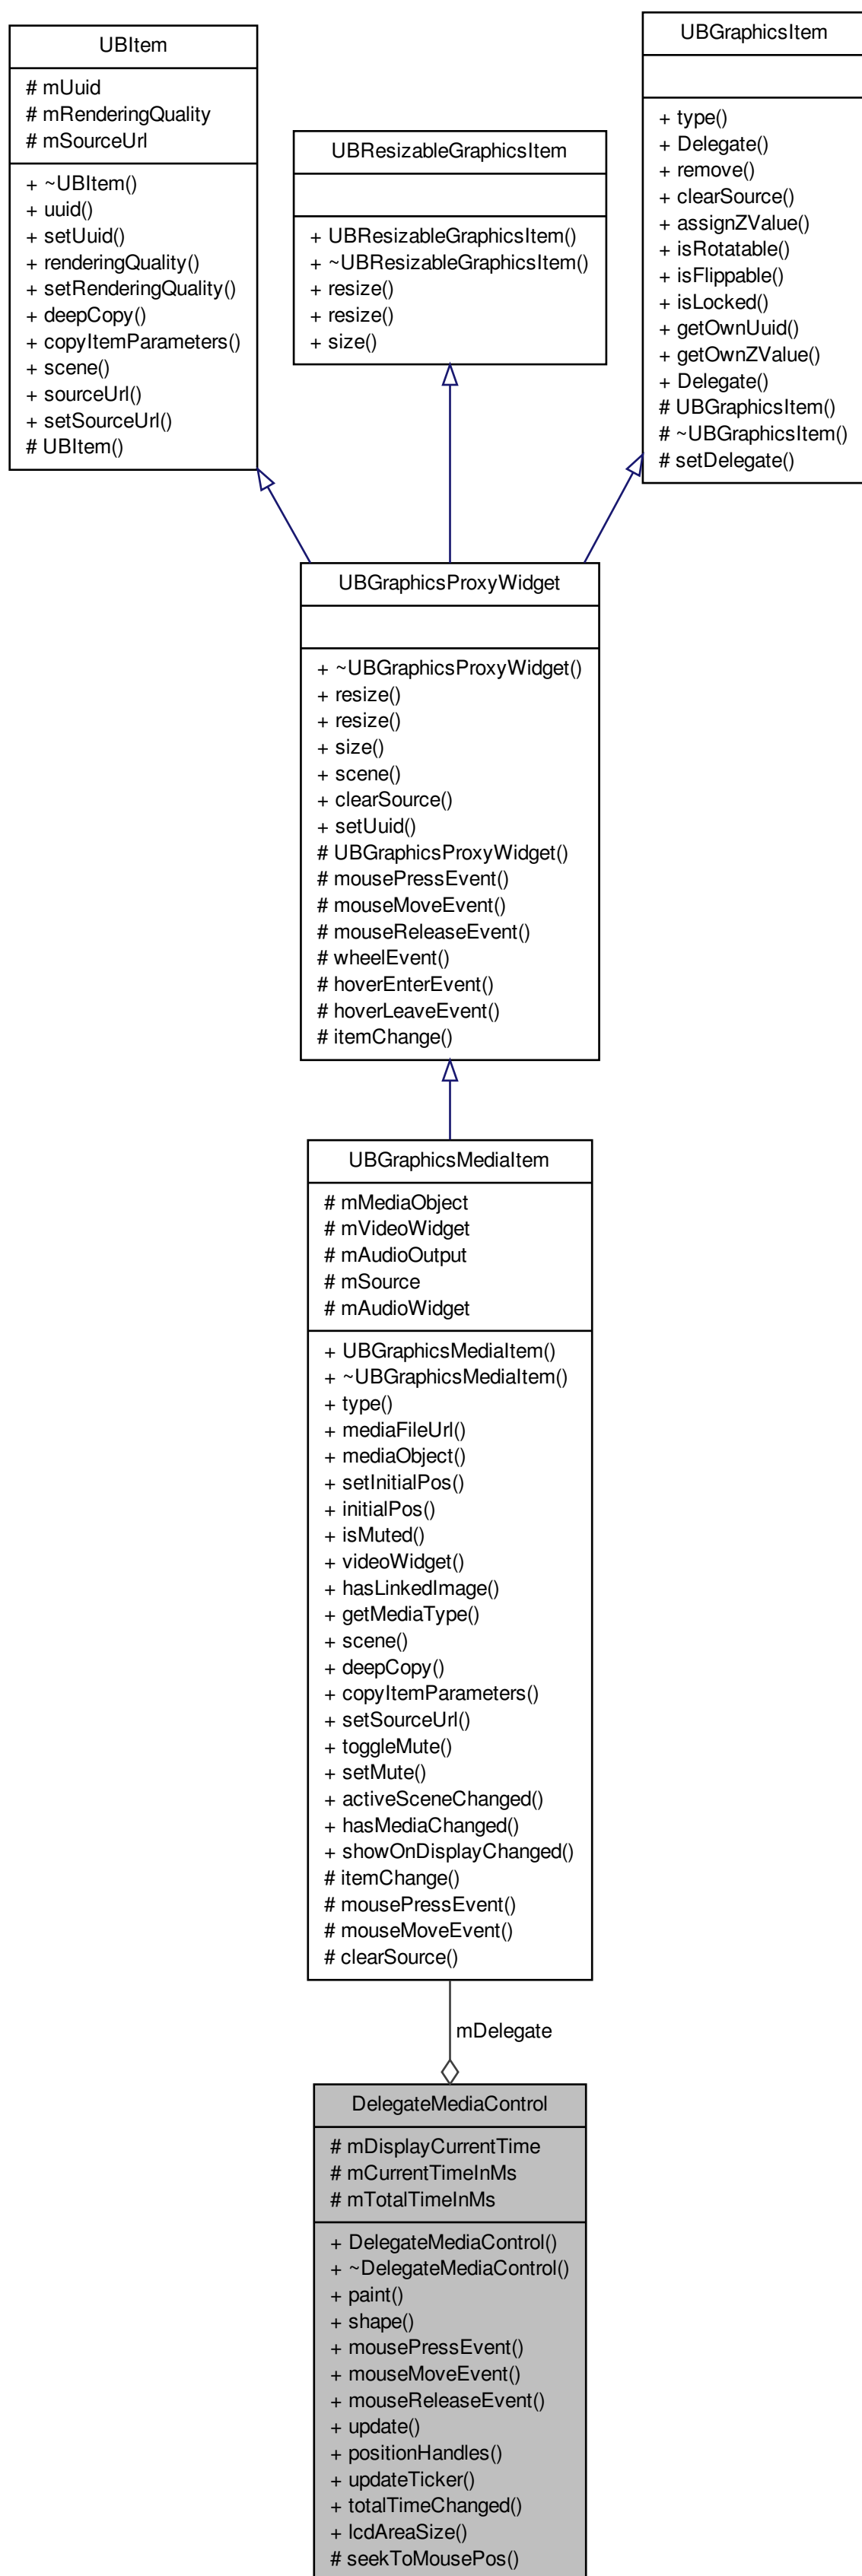 UBItem
# mUuid
# mRenderingQuality
# mSourceUrl
+ ~UBItem()
+ uuid()
+ setUuid()
+ renderingQuality()
+ setRenderingQuality()
+ deepCopy()
+ copyItemParameters()
+ scene()
+ sourceUrl()
+ setSourceUrl()
# UBItem()
UBResizableGraphicsItem
+ UBResizableGraphicsItem()
+ ~UBResizableGraphicsItem()
+ resize()
+ resize()
+ size()
UBGraphicsItem
+ type()
+ Delegate()
+ remove()
+ clearSource()
+ assignZValue()
+ isRotatable()
+ isFlippable()
+ isLocked()
+ getOwnUuid()
+ getOwnZValue()
+ Delegate()
# UBGraphicsItem()
# ~UBGraphicsItem()
# setDelegate()
UBGraphicsProxyWidget
+ ~UBGraphicsProxyWidget()
+ resize()
+ resize()
+ size()
+ scene()
+ clearSource()
+ setUuid()
# UBGraphicsProxyWidget()
# mousePressEvent()
# mouseMoveEvent()
# mouseReleaseEvent()
# wheelEvent()
# hoverEnterEvent()
# hoverLeaveEvent()
# itemChange()
UBGraphicsMediaItem
# mMediaObject
# mVideoWidget
# mAudioOutput
# mSource
# mAudioWidget
+ UBGraphicsMediaItem()
+ ~UBGraphicsMediaItem()
+ type()
+ mediaFileUrl()
+ mediaObject()
+ setInitialPos()
+ initialPos()
+ isMuted()
+ videoWidget()
+ hasLinkedImage()
+ getMediaType()
+ scene()
+ deepCopy()
+ copyItemParameters()
+ setSourceUrl()
+ toggleMute()
+ setMute()
+ activeSceneChanged()
+ hasMediaChanged()
+ showOnDisplayChanged()
# itemChange()
# mousePressEvent()
# mouseMoveEvent()
# clearSource()
mDelegate
DelegateMediaControl
# mDisplayCurrentTime
# mCurrentTimeInMs
# mTotalTimeInMs
+ DelegateMediaControl()
+ ~DelegateMediaControl()
+ paint()
+ shape()
+ mousePressEvent()
+ mouseMoveEvent()
+ mouseReleaseEvent()
+ update()
+ positionHandles()
+ updateTicker()
+ totalTimeChanged()
+ lcdAreaSize()
# seekToMousePos()